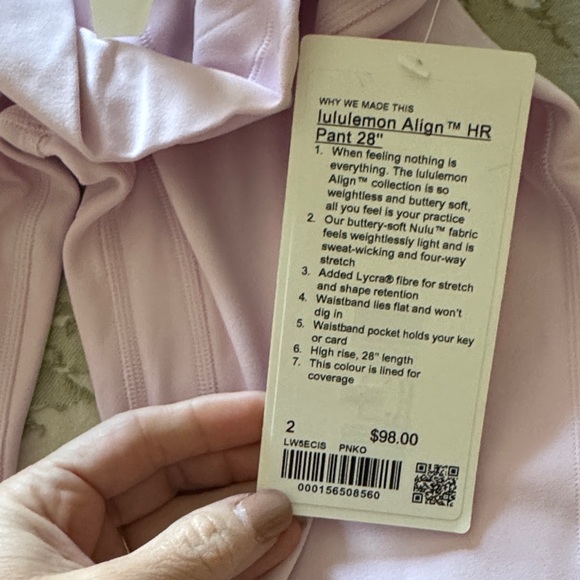 WHY WE MADE THIS
lululemon Align™ HR
Pant 28"
1. When feeling nothing is
everything. The lululemon
Align™ collection is so
weightless and buttery soft,
all you feel is your practice
2. Our buttery-soft Nulu™ fabric
feels weightlessly light and is
sweat-wicking and four-way
stretch
3. Added Lycra® fibre for stretch
and shape retention
4. Waistband lies flat and won't
dig in
5. Waistband pocket holds your key
or card
6. High rise, 28" length
7. This colour is lined for
coverage
2 $98.00
LW5ECIS PNKO
000156508560